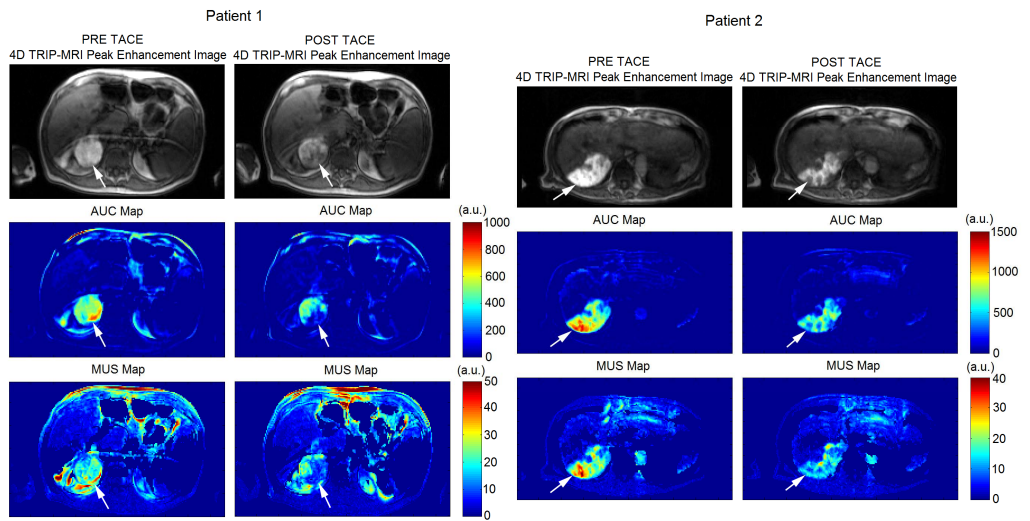 Patient 1
PRE TACE
4D TRIP-MRI Peak Enhancement Image
POST TACE
4D TRIP-MRI Peak Enhancement Image
AUC Map
AUC Map
(a.u.)
1000
800
600
400
200
0
MUS Map
MUS Map
(a.u.)
50
40
30
20
10
0
Patient 2
PRE TACE
4D TRIP-MRI Peak Enhancement Image
POST TACE
4D TRIP-MRI Peak Enhancement Image
AUC Map
AUC Map
(a.u.)
1500
1000
500
0
MUS Map
MUS Map
(a.u.)
40
30
20
10
0